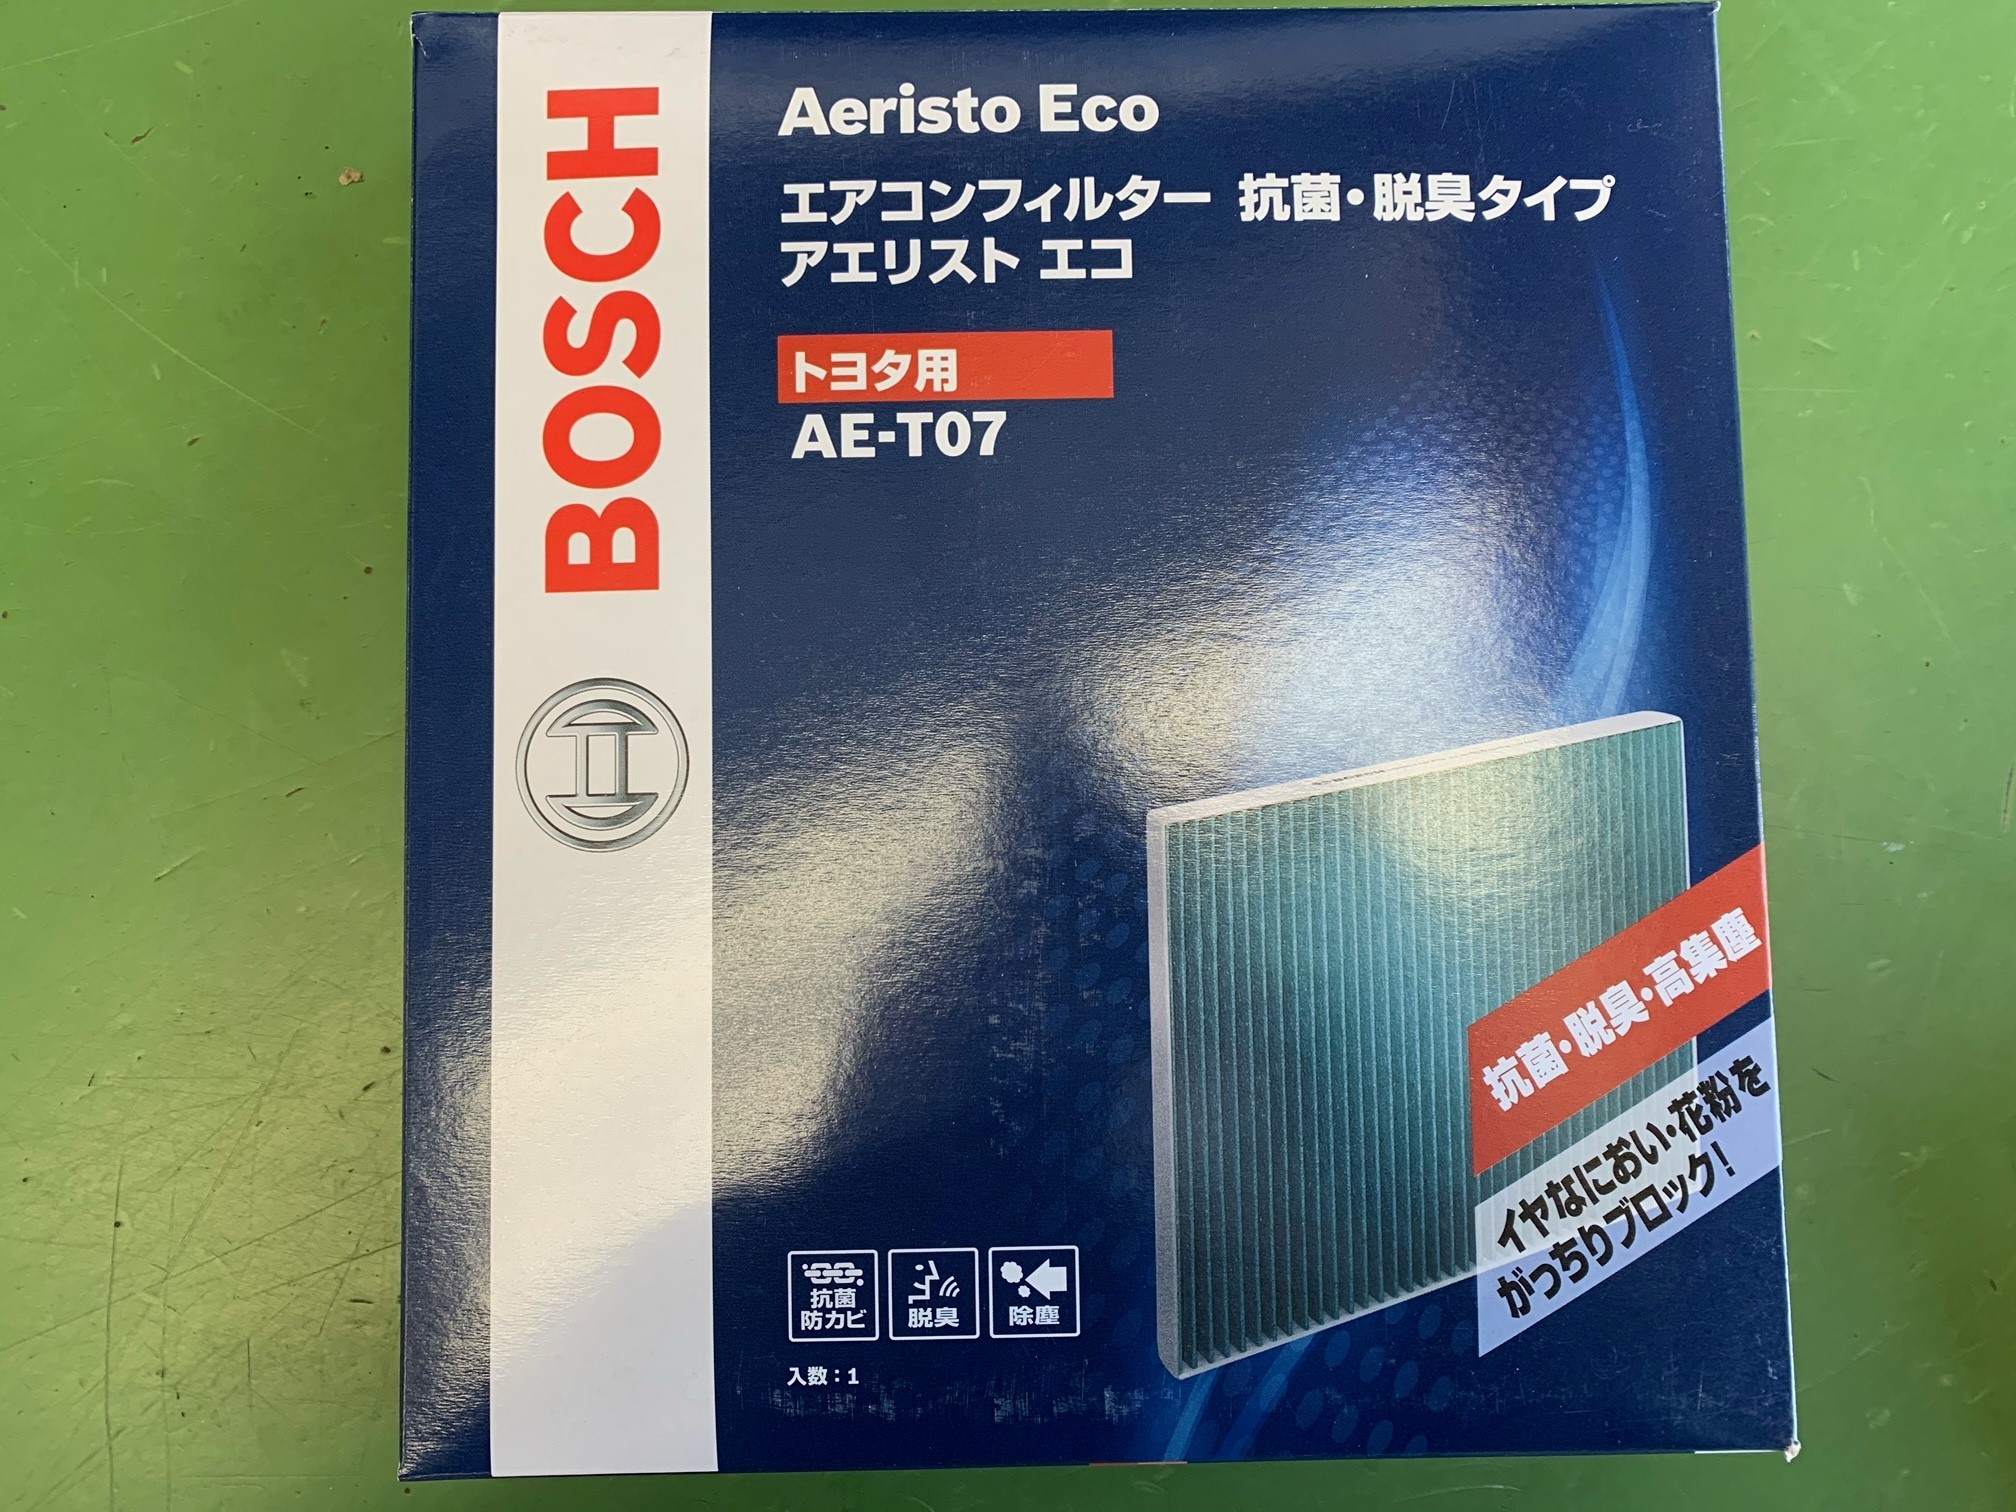 BOSCH
Aeristo Eco
エアコンフィルター 抗菌・脱臭タイプ
アエリスト エコ
トヨタ用
AE-T07
抗菌・脱臭・高集塵
イヤなにおい・花粉を
がっちりブロック!
抗菌
防カビ
脱臭
除塵
入数：1